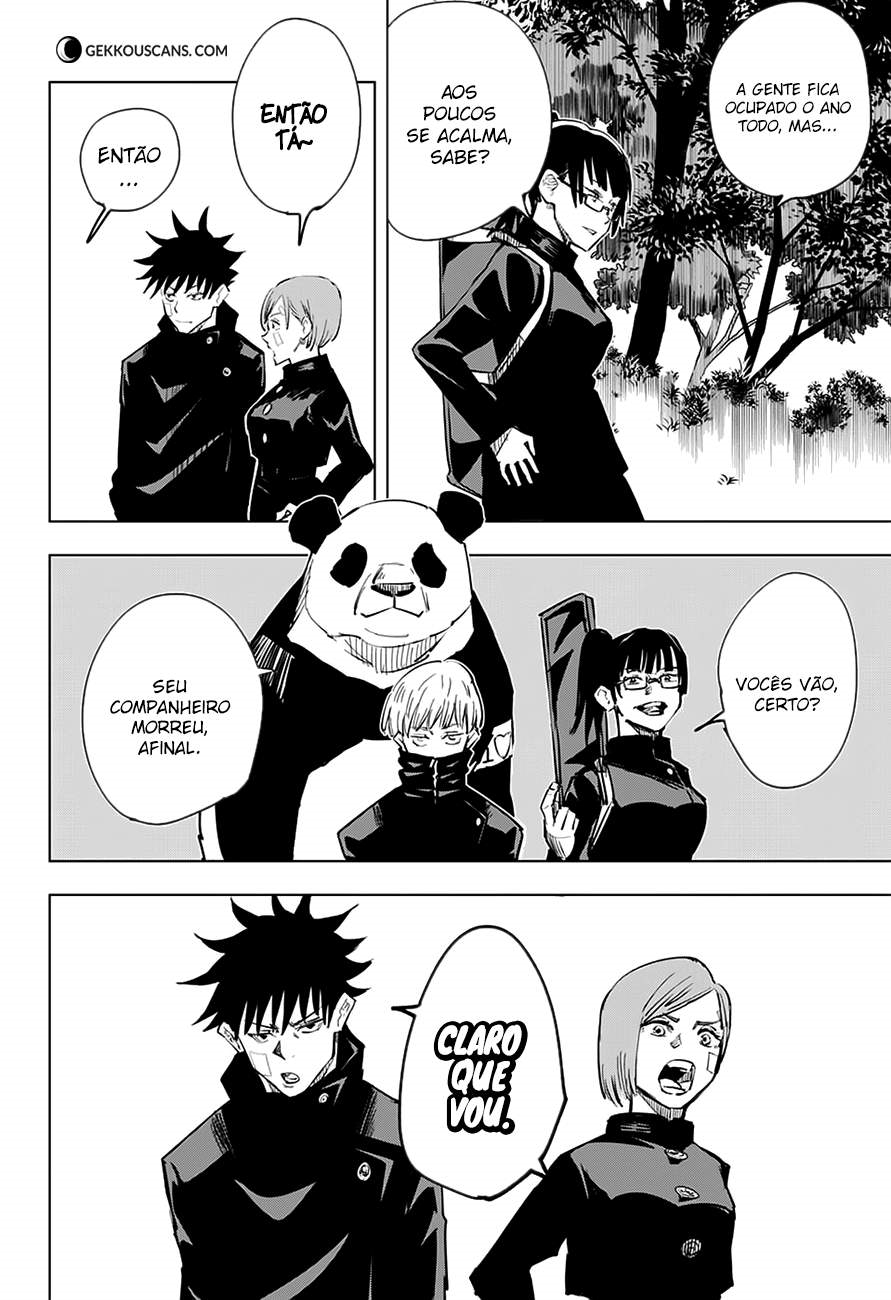 GEKKOUSCANS.COM
A GENTE FICA
OCUPADO O ANO
TODO, MAS...
AOS
POUCOS
SE ACALMA,
SABE?
ENTÃO
TÁ~
ENTÃO
...
VOCÊS VÃO,
CERTO?
SEU
COMPANHEIRO
MORREU,
AFINAL.
CLARO
QUE
VOU.